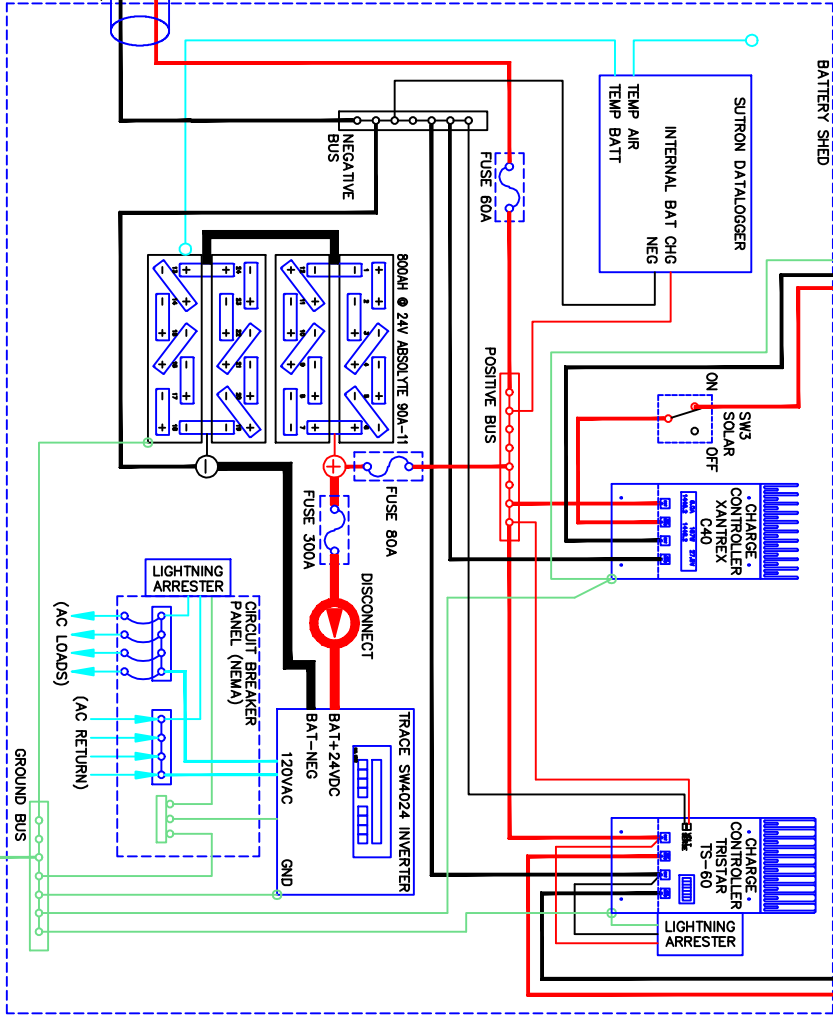 BATTERY SHED
SUTRON DATALOGGER
TEMP AIR
TEMP BATT
INTERNAL BAT CHG
NEG
NEGATIVE
BUS
FUSE 60A
800AH @ 24V ABSOLYTE 90A-11
POSITIVE BUS
ON
SW3
SOLAR
OFF
FUSE 80A
FUSE 300A
CHARGE
CONTROLLER
XANTREX
C40
DISCONNECT
LIGHTNING
ARRESTER
CIRCUIT BREAKER
PANEL (NEMA)
(AC LOADS)
(AC RETURN)
BAT+24VDC
BAT-NEG
TRACE SW4024 INVERTER
120VAC
GND
GROUND BUS
CHARGE
CONTROLLER
TRISTAR
TS-60
LIGHTNING
ARRESTER